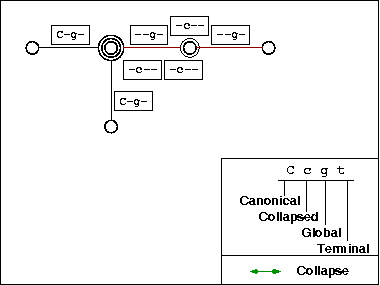 -c--
C-g-
--g-
--g-
-c--
-c--
C-g-
C c g t
Canonical
Collapsed
Global
Terminal
Collapse